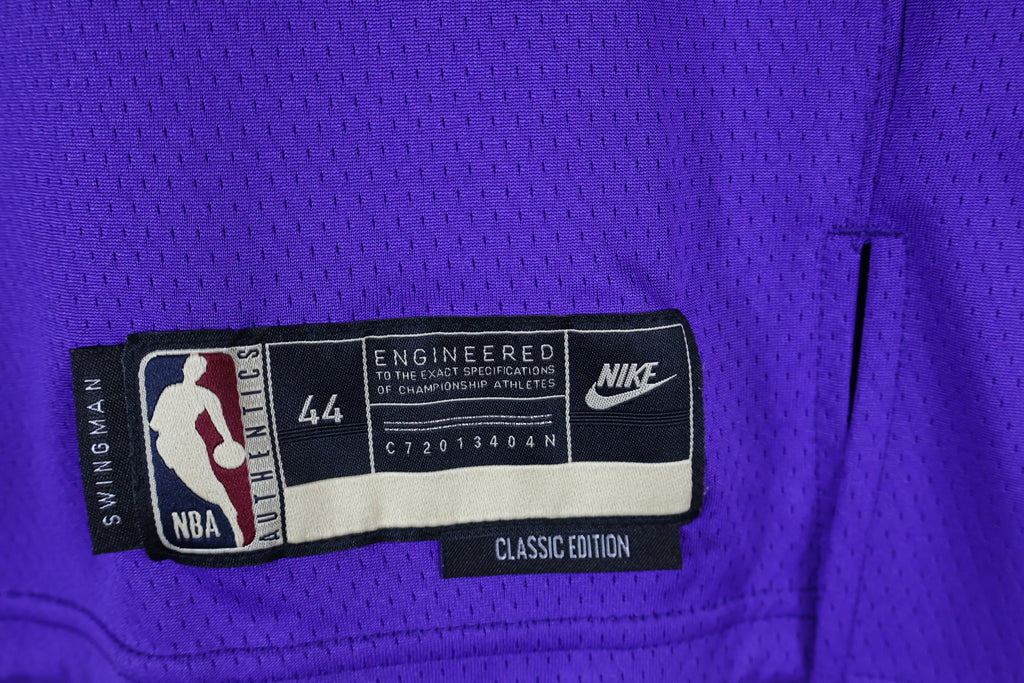 SWINGMAN
NBA
AUTHENTICS
44
ENGINEERED
TO THE EXACT SPECIFICATIONS
OF CHAMPIONSHIP ATHLETES
C72013404N
NIKE
CLASSIC EDITION